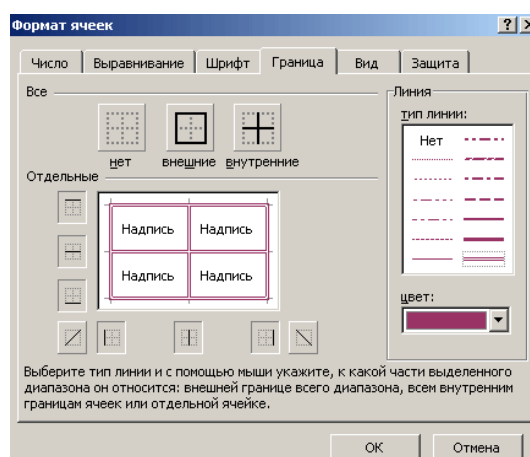 Формат ячеек
Число Выравнивание Шрифт Граница Вид Защита
Все
нет внешние внутренние
Отдельные
Надпись Надпись
Надпись Надпись
Линия
тип линии:
Нет
цвет:
Выберите тип линии и с помощью мыши укажите, к какой части выделенного
диапазона он относится: внешней границе всего диапазона, всем внутренним
границам ячеек или отдельной ячейке.
ОК Отмена